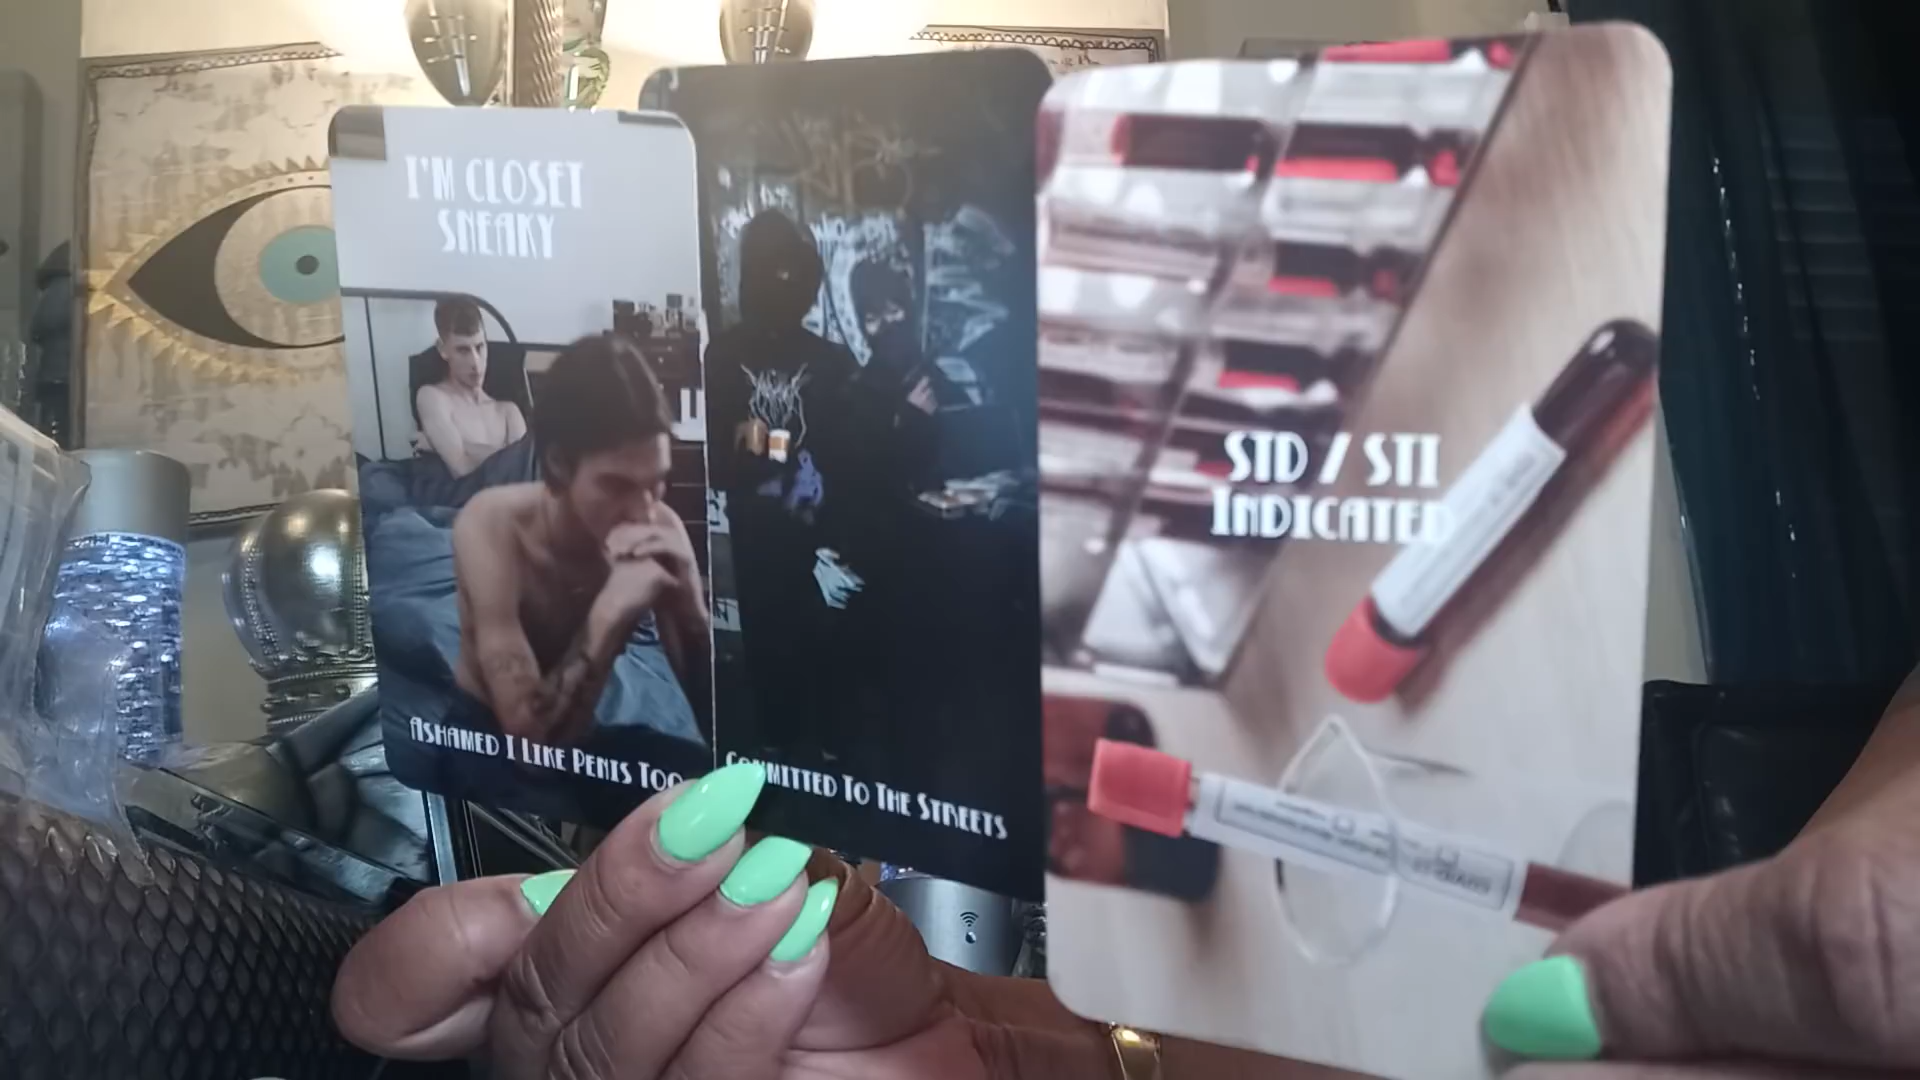 I'M CLOSET
SNEAKY
ASHAMED I LIKE PENIS TOO
COMMITTED TO THE STREETS
STD / STI
INDICATED